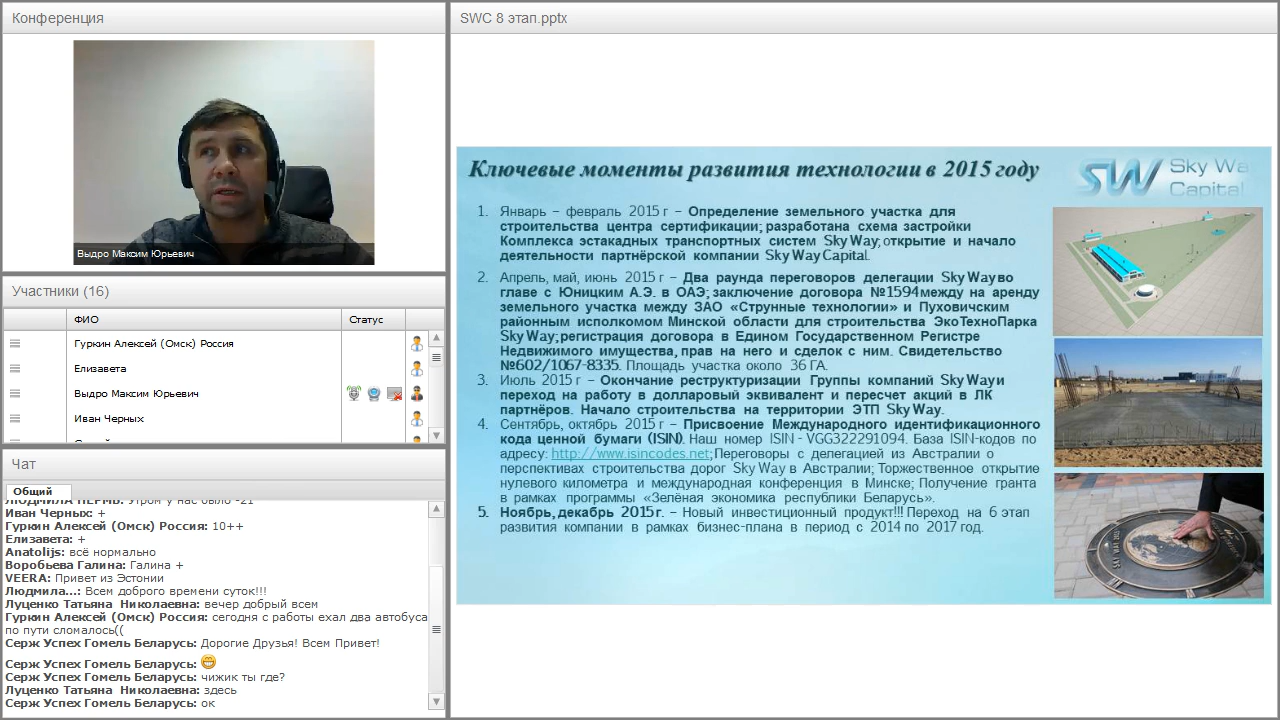 Конференция
Выдро Максим Юрьевич
Участники (16)
ФИО
Статус
Гуркин Алексей (Омск) Россия
Елизавета
Выдро Максим Юрьевич
Иван Черных
Чат
Общий
ЛЮДМИЛА ПЕРМЬ: Утром у нас было -21
Иван Черных: +
Гуркин Алексей (Омск) Россия: 10++
Елизавета: +
Anatolijs: всё нормально
Воробьева Галина: Галина +
VEERA: Привет из Эстонии
Людмила...: Всем доброго времени суток!!!
Луценко Татьяна Николаевна: вечер добрый всем
Гуркин Алексей (Омск) Россия: сегодня с работы ехал два автобуса
по пути сломалось((
Серж Успех Гомель Беларусь: Дорогие Друзья! Всем Привет!
Серж Успех Гомель Беларусь:
Серж Успех Гомель Беларусь: чижик ты где?
Луценко Татьяна Николаевна: здесь
Серж Успех Гомель Беларусь: ок
SWC 8 этап.pptx
Ключевые моменты развития технологии в 2015 году
SW Sky Wa
Capital
1. Январь – февраль 2015 г – Определение земельного участка для
строительства центра сертификации; разработана схема застройки
Комплекса эстакадных транспортных систем Sky Way; открытие и начало
деятельности партнёрской компании Sky Way Capital.
2. Апрель, май, июнь 2015 г – Два раунда переговоров делегации Sky Way во
главе с Юницким А.Э. в ОАЭ; заключение договора №1594 между на аренду
земельного участка между ЗАО «Струнные технологии» и Пуховичским
районным исполкомом Минской области для строительства ЭкоТехноПарка
Sky Way; регистрация договора в Едином Государственном Регистре
Недвижимого имущества, прав на него и сделок с ним. Свидетельство
№602/1067-8335. Площадь участка около 36 ГА.
3. Июль 2015 г – Окончание реструктуризации Группы компаний Sky Way и
переход на работу в долларовый эквивалент и пересчет акций в ЛК
партнёров. Начало строительства на территории ЭТП Sky Way.
4. Сентябрь, октябрь 2015 г – Присвоение Международного идентификационного
кода ценной бумаги (ISIN). Наш номер ISIN - VGG322291094. База ISIN-кодов по
адресу: http://www.isincodes.net; Переговоры с делегацией из Австралии о
перспективах строительства дорог Sky Way в Австралии; Торжественное открытие
нулевого километра и международная конференция в Минске; Получение гранта
в рамках программы «Зелёная экономика республики Беларусь».
5. Ноябрь, декабрь 2015 г. – Новый инвестиционный продукт!!! Переход на 6 этап
развития компании в рамках бизнес-плана в период с 2014 по 2017 год.